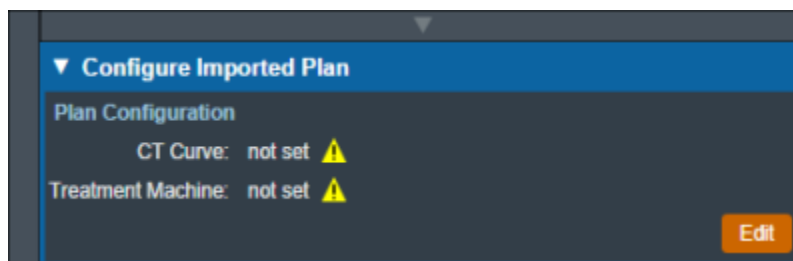 Configure Imported Plan
Plan Configuration
CT Curve: not set
Treatment Machine: not set
Edit